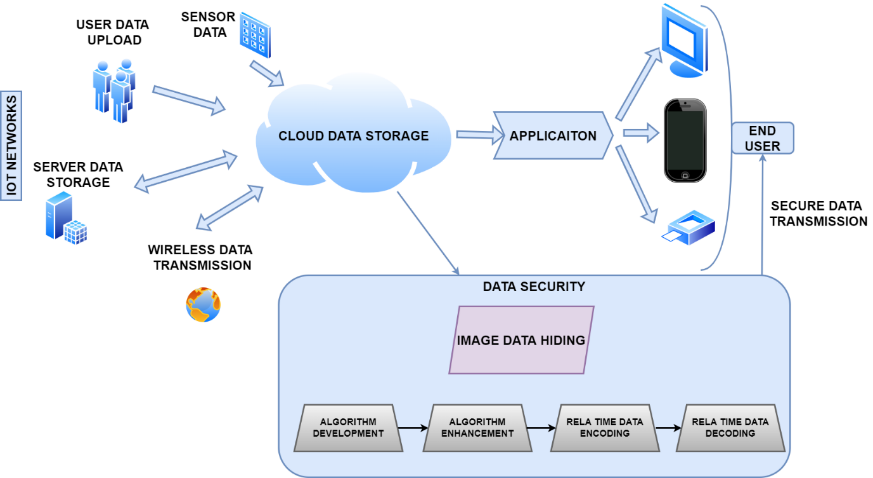 USER DATA
UPLOAD
SENSOR
DATA
IOT NETWORKS
CLOUD DATA STORAGE
APPLICAITON
END
USER
SERVER DATA
STORAGE
SECURE DATA
TRANSMISSION
WIRELESS DATA
TRANSMISSION
DATA SECURITY
IMAGE DATA HIDING
ALGORITHM
DEVELOPMENT
ALGORITHM
ENHANCEMENT
RELA TIME DATA
ENCODING
RELA TIME DATA
DECODING